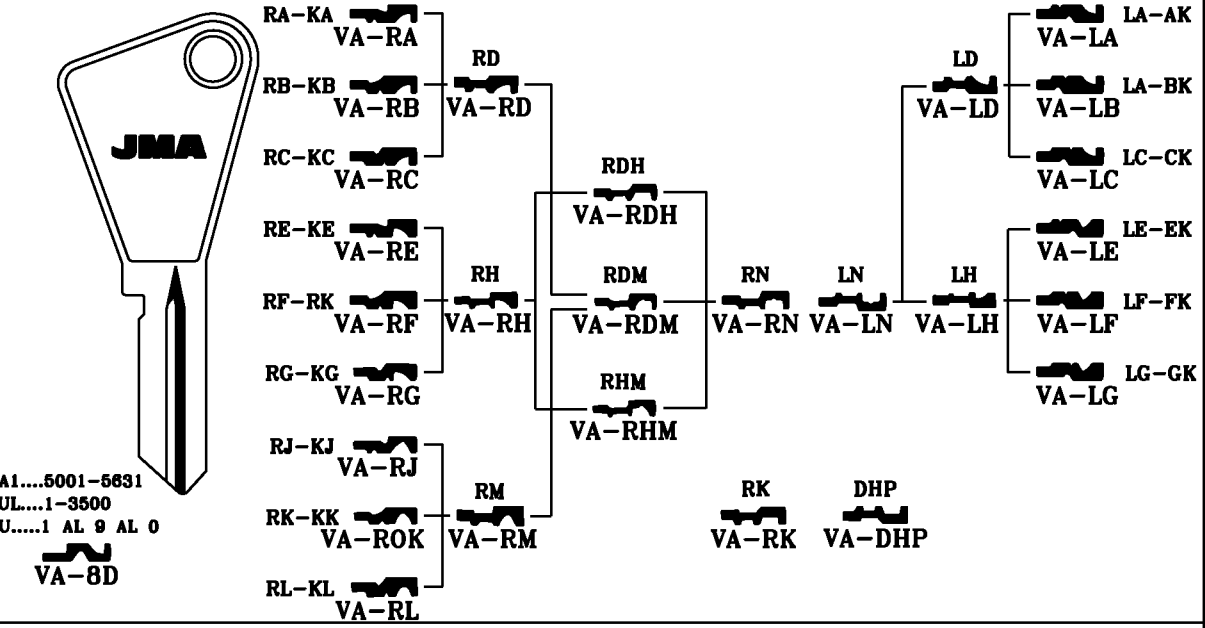 JMA
A1....5001-5631
UL....1-3500
U.....1 AL 9 AL 0
VA-8D
RA-KA
VA-RA
RB-KB
VA-RB
RC-KC
VA-RC
RE-KE
VA-RE
RF-RK
VA-RF
RG-KG
VA-RG
RJ-KJ
VA-RJ
RK-KK
VA-ROK
RL-KL
VA-RL
RD
VA-RD
RH
VA-RH
RM
VA-RM
RDH
VA-RDH
RDM
VA-RDM
RHM
VA-RHM
RN
VA-RN
RK
VA-RK
LN
VA-LN
DHP
VA-DHP
LD
VA-LD
LH
VA-LH
LA-AK
VA-LA
LA-BK
VA-LB
LC-CK
VA-LC
LE-EK
VA-LE
LF-FK
VA-LF
LG-GK
VA-LG